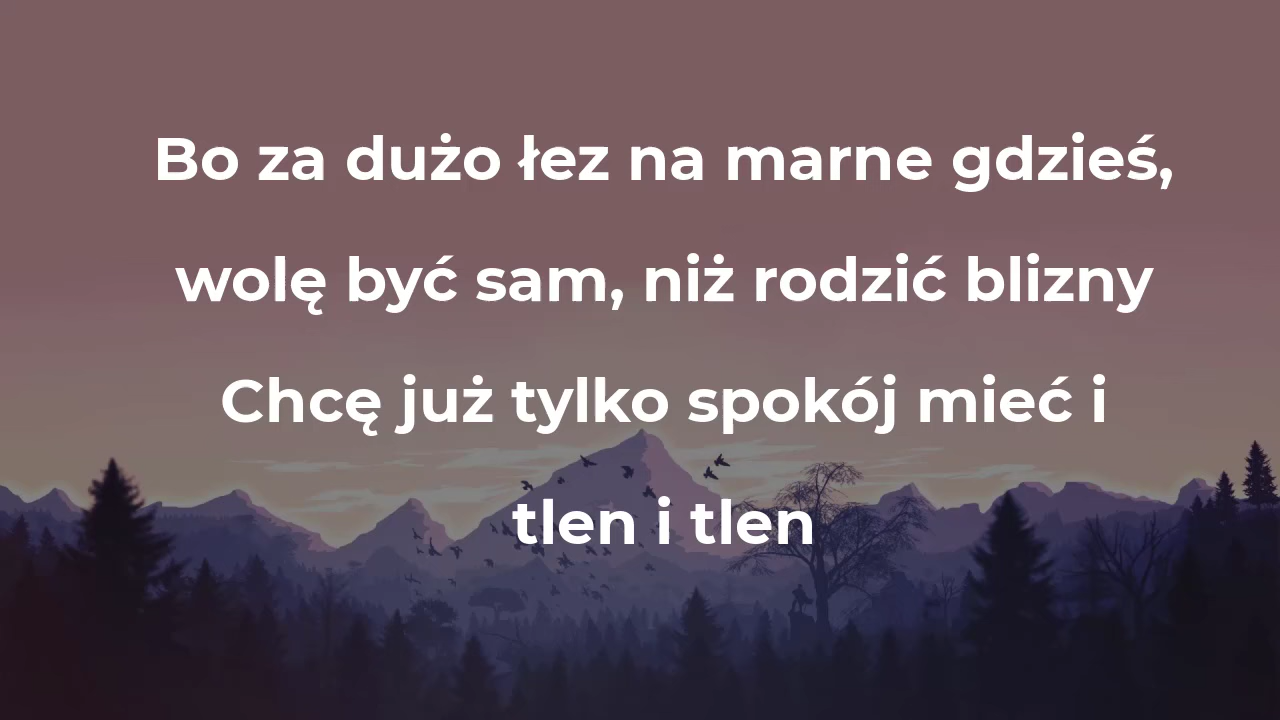 Bo za dużo łez na marne gdzieś,
wolę być sam, niż rodzić blizny
Chcę już tylko spokój mieć i
tlen i tlen